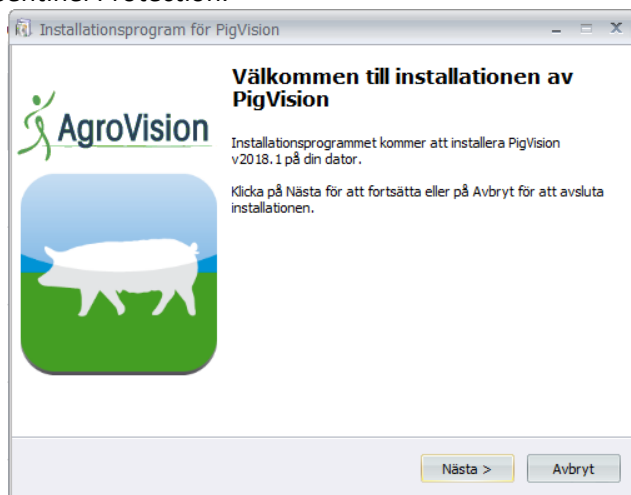 Installationsprogram för PigVision
Välkommen till installationen av
PigVision
AgroVision
Installationsprogrammet kommer att installera PigVision
v2018.1 på din dator.
Klicka på Nästa för att fortsätta eller på Avbryt för att avsluta
installationen.
Nästa >
Avbryt